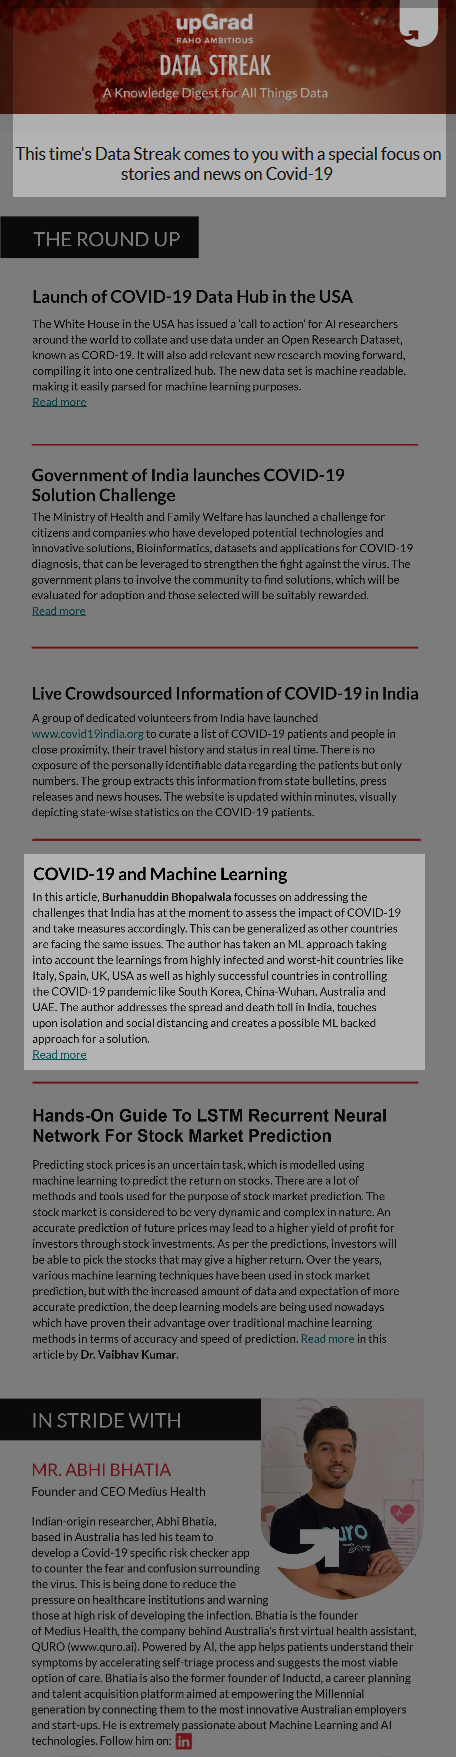 upGrad
RAHO AMBITIOUS
DATA STREAK
A Knowledge Digest for All Things Data
This time's Data Streak comes to you with a special focus on
stories and news on Covid-19
THE ROUND UP
Launch of COVID-19 Data Hub in the USA
The White House in the USA has issued a 'call to action' for AI researchers
around the world to collate and use data under an Open Research Dataset,
known as CORD-19. It will also add relevant new research moving forward,
compiling it into one centralized hub. The new data set is machine readable,
making it easily parsed for machine learning purposes.
Read more
Government of India launches COVID-19
Solution Challenge
The Ministry of Health and Family Welfare has launched a challenge for
citizens and companies who have developed potential technologies and
innovative solutions, Bioinformatics, datasets and applications for COVID-19
diagnosis, that can be leveraged to strengthen the fight against the virus. The
government plans to involve the community to find solutions, which will be
evaluated for adoption and those selected will be suitably rewarded.
Read more
Live Crowdsourced Information of COVID-19 in India
A group of dedicated volunteers from India have launched
www.covid19india.org to curate a list of COVID-19 patients and people in
close proximity, their travel history and status in real time. There is no
exposure of the personally identifiable data regarding the patients but only
numbers. The group extracts this information from state bulletins, press
releases and news houses. The website is updated within minutes, visually
depicting state-wise statistics on the COVID-19 patients.
COVID-19 and Machine Learning
In this article, Burhanuddin Bhopalwala focusses on addressing the
challenges that India has at the moment to assess the impact of COVID-19
and take measures accordingly. This can be generalized as other countries
are facing the same issues. The author has taken an ML approach taking
into account the learnings from highly infected and worst-hit countries like
Italy, Spain, UK, USA as well as highly successful countries in controlling
the COVID-19 pandemic like South Korea, China-Wuhan, Australia and
UAE. The author addresses the spread and death toll in India, touches
upon isolation and social distancing and creates a possible ML backed
approach for a solution.
Read more
Hands-On Guide To LSTM Recurrent Neural
Network For Stock Market Prediction
Predicting stock prices is an uncertain task, which is modelled using
machine learning to predict the return on stocks. There are a lot of
methods and tools used for the purpose of stock market prediction. The
stock market is considered to be very dynamic and complex in nature. An
accurate prediction of future prices may lead to a higher yield of profit for
investors through stock investments. As per the predictions, investors will
be able to pick the stocks that may give a higher return. Over the years,
various machine learning techniques have been used in stock market
prediction, but with the increased amount of data and expectation of more
accurate prediction, the deep learning models are being used nowadays
which have proven their advantage over traditional machine learning
methods in terms of accuracy and speed of prediction. Read more in this
article by Dr. Vaibhav Kumar.
IN STRIDE WITH
MR. ABHI BHATIA
Founder and CEO Medius Health
Indian-origin researcher, Abhi Bhatia,
based in Australia has led his team to
develop a Covid-19 specific risk checker app
to counter the fear and confusion surrounding
the virus. This is being done to reduce the
pressure on healthcare institutions and warning
those at high risk of developing the infection. Bhatia is the founder
of Medius Health, the company behind Australia's first virtual health assistant,
QURO (www.quro.ai). Powered by AI, the app helps patients understand their
symptoms by accelerating self-triage process and suggests the most viable
option of care. Bhatia is also the former founder of Inductd, a career planning
and talent acquisition platform aimed at empowering the Millennial
generation by connecting them to the most innovative Australian employers
and start-ups. He is extremely passionate about Machine Learning and AI
technologies. Follow him on: in